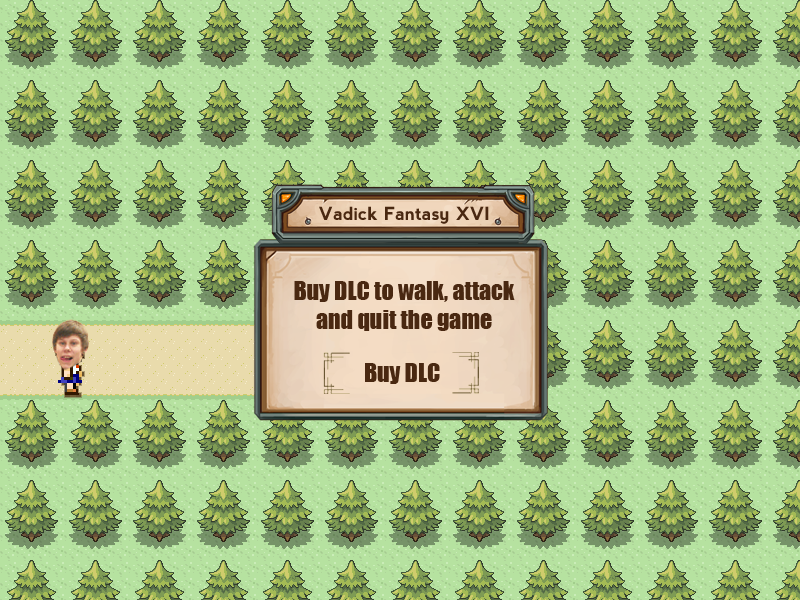 Vadick Fantasy XVI
Buy DLC to walk, attack
and quit the game
Buy DLC